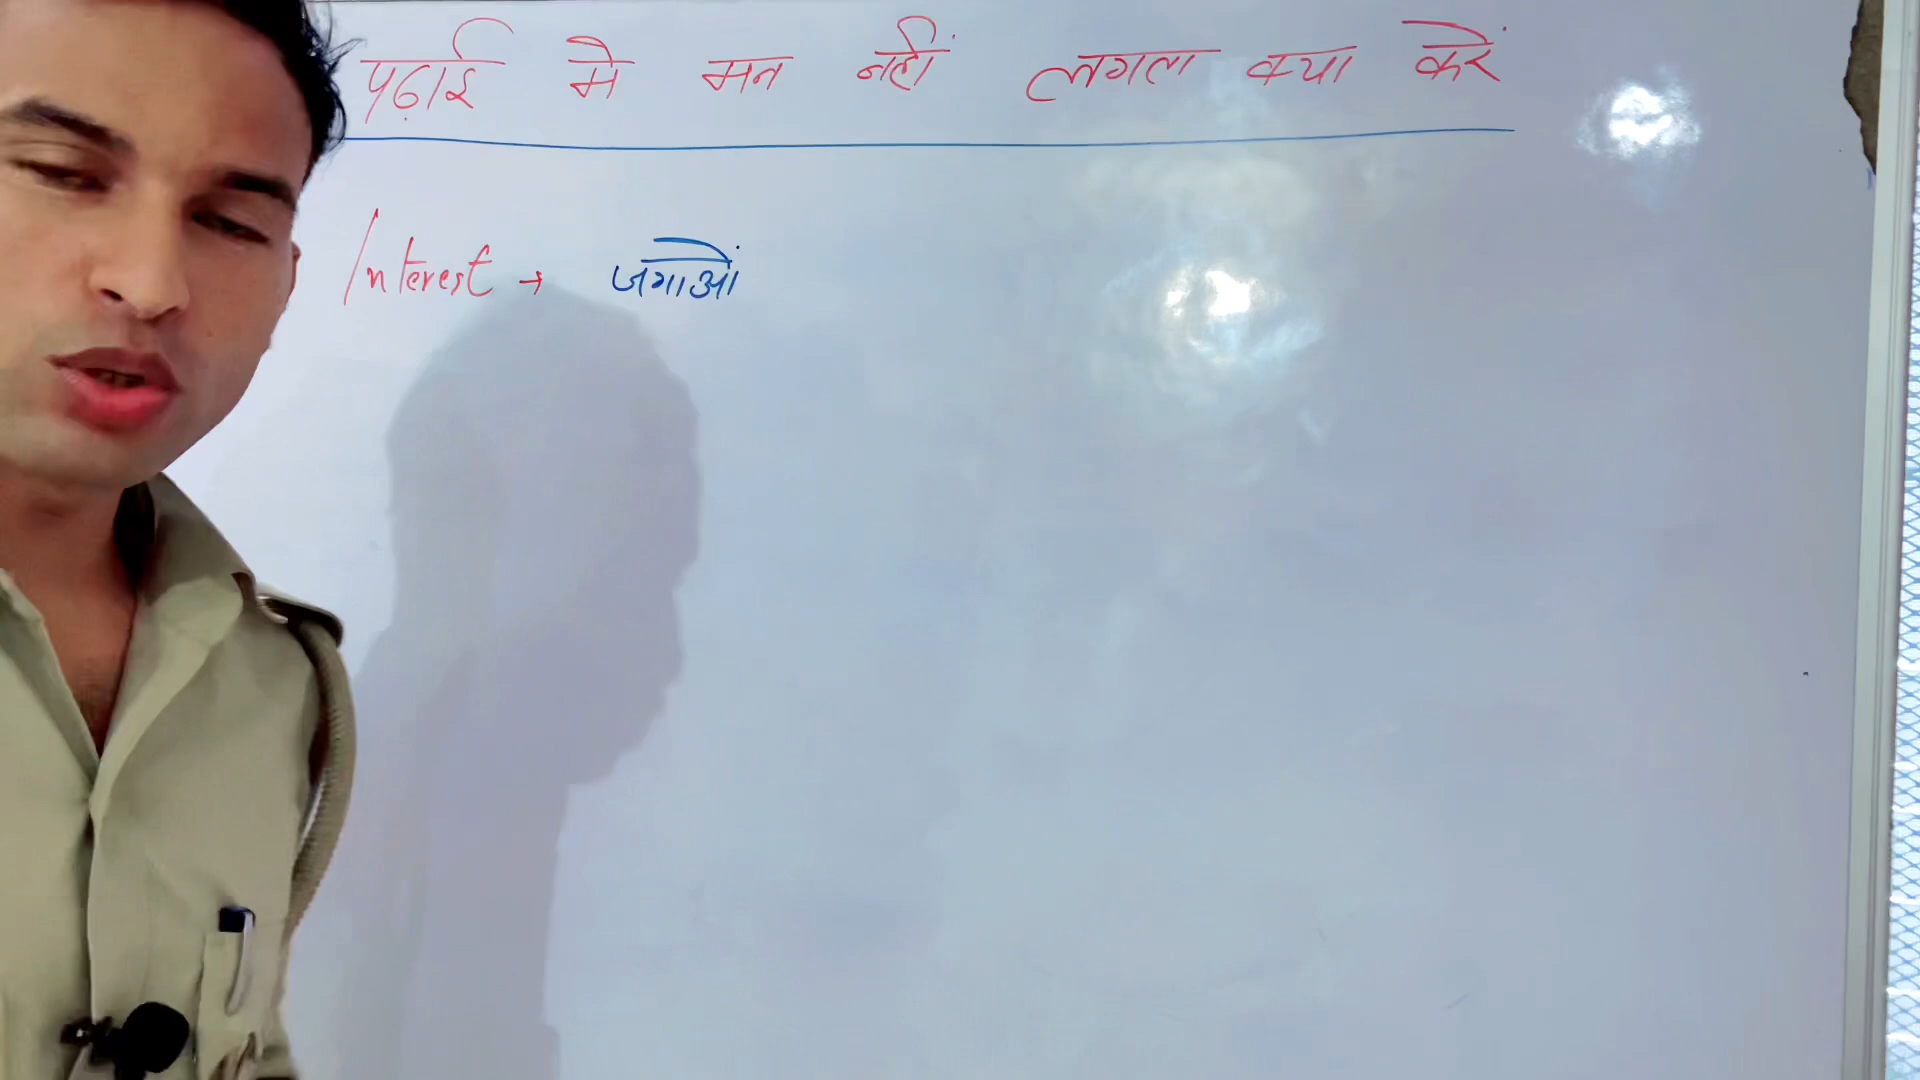 पढ़ाई मे मन नहीं लगता क्या करें
Interest → जगाओं